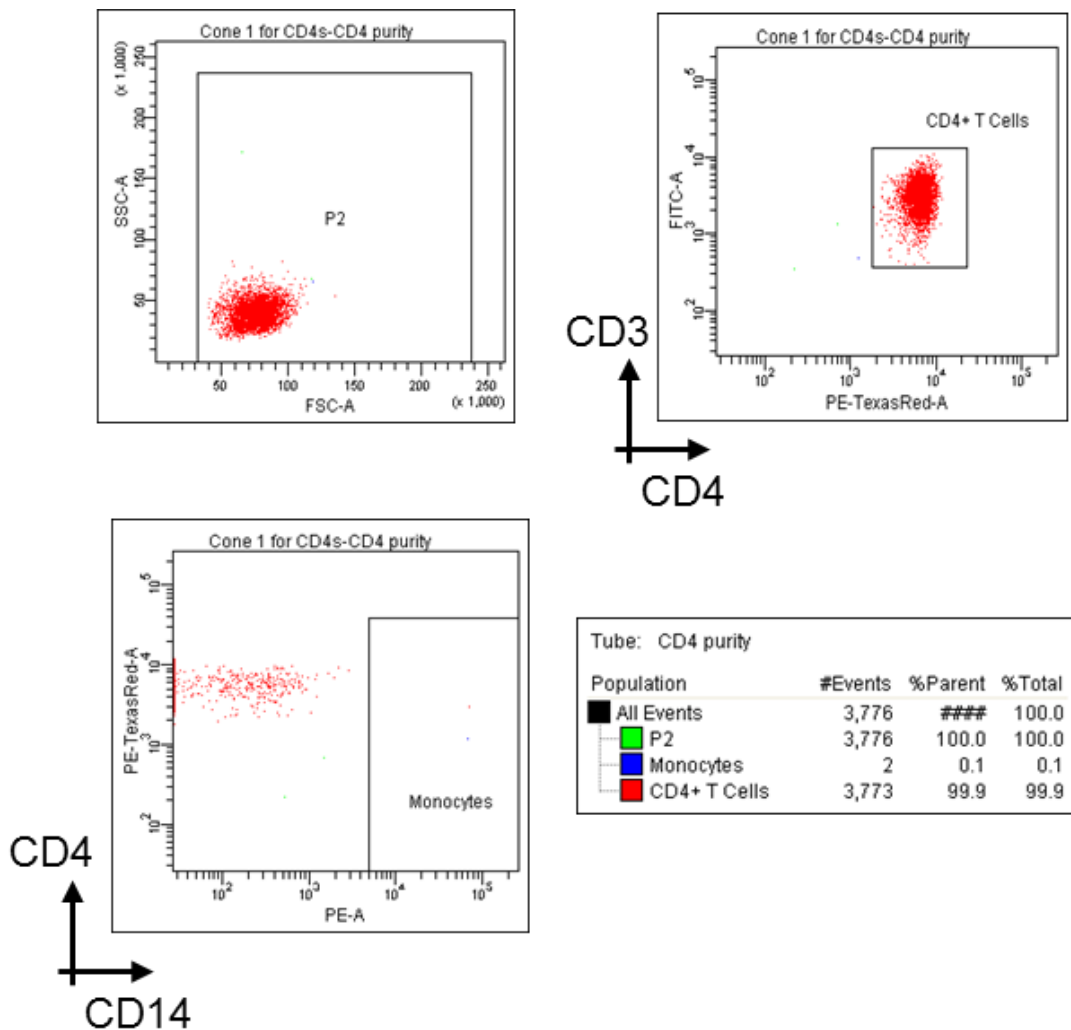 Cone 1 for CD4s-CD4 purity
(x 1,000)
250
200
150
100
50
SSC-A
P2
50 100 150 200 250
FSC-A
(x 1,000)
Cone 1 for CD4s-CD4 purity
CD4+ T Cells
10^5
10^4
10^3
10^2
FITC-A
10^2 10^3 10^4 10^5
PE-TexasRed-A
CD3
CD4
Cone 1 for CD4s-CD4 purity
10^5
10^4
10^3
10^2
PE-TexasRed-A
Monocytes
10^2 10^3 10^4 10^5
PE-A
CD4
CD14
Tube: CD4 purity
Population #Events %Parent %Total
All Events 3,776 #### 100.0
P2 3,776 100.0 100.0
Monocytes 2 0.1 0.1
CD4+ T Cells 3,773 99.9 99.9